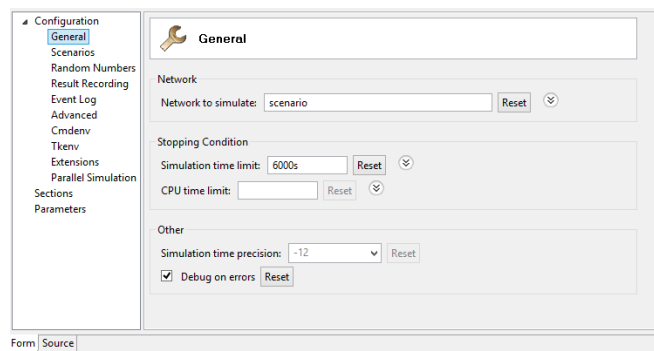 Configuration
General
Scenarios
Random Numbers
Result Recording
Event Log
Advanced
Cmdenv
Tkenv
Extensions
Parallel Simulation
Sections
Parameters
General
Network
Network to simulate: scenario Reset
Stopping Condition
Simulation time limit: 6000s Reset
CPU time limit: Reset
Other
Simulation time precision: -12 Reset
Debug on errors Reset
Form Source